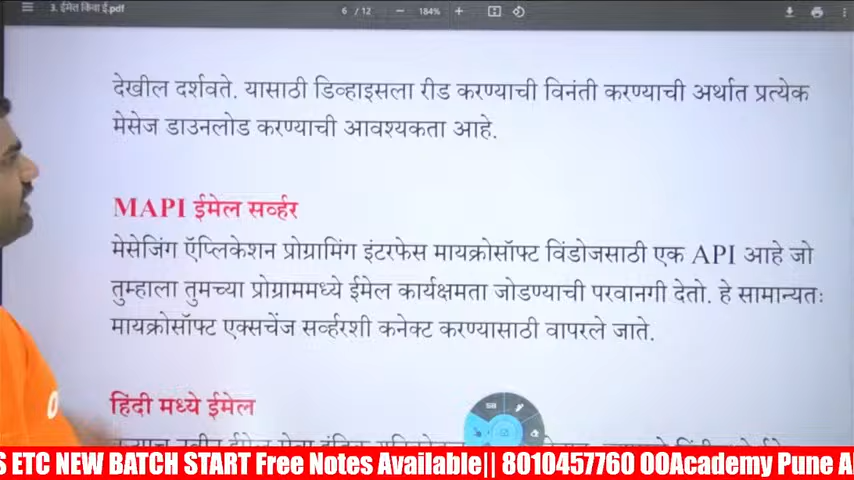 3. ईमेल किंवा ई.pdf
6 / 12
184%
देखील दर्शवते. यासाठी डिव्हाइसला रीड करण्याची विनंती करण्याची अर्थात प्रत्येक
मेसेज डाउनलोड करण्याची आवश्यकता आहे.
MAPI ईमेल सर्व्हर
मेसेजिंग ऍप्लिकेशन प्रोग्रामिंग इंटरफेस मायक्रोसॉफ्ट विंडोजसाठी एक API आहे जो
तुम्हाला तुमच्या प्रोग्राममध्ये ईमेल कार्यक्षमता जोडण्याची परवानगी देतो. हे सामान्यतः
मायक्रोसॉफ्ट एक्सचेंज सर्व्हरशी कनेक्ट करण्यासाठी वापरले जाते.
हिंदी मध्ये ईमेल
S ETC NEW BATCH START Free Notes Available|| 8010457760 OOAcademy Pune A